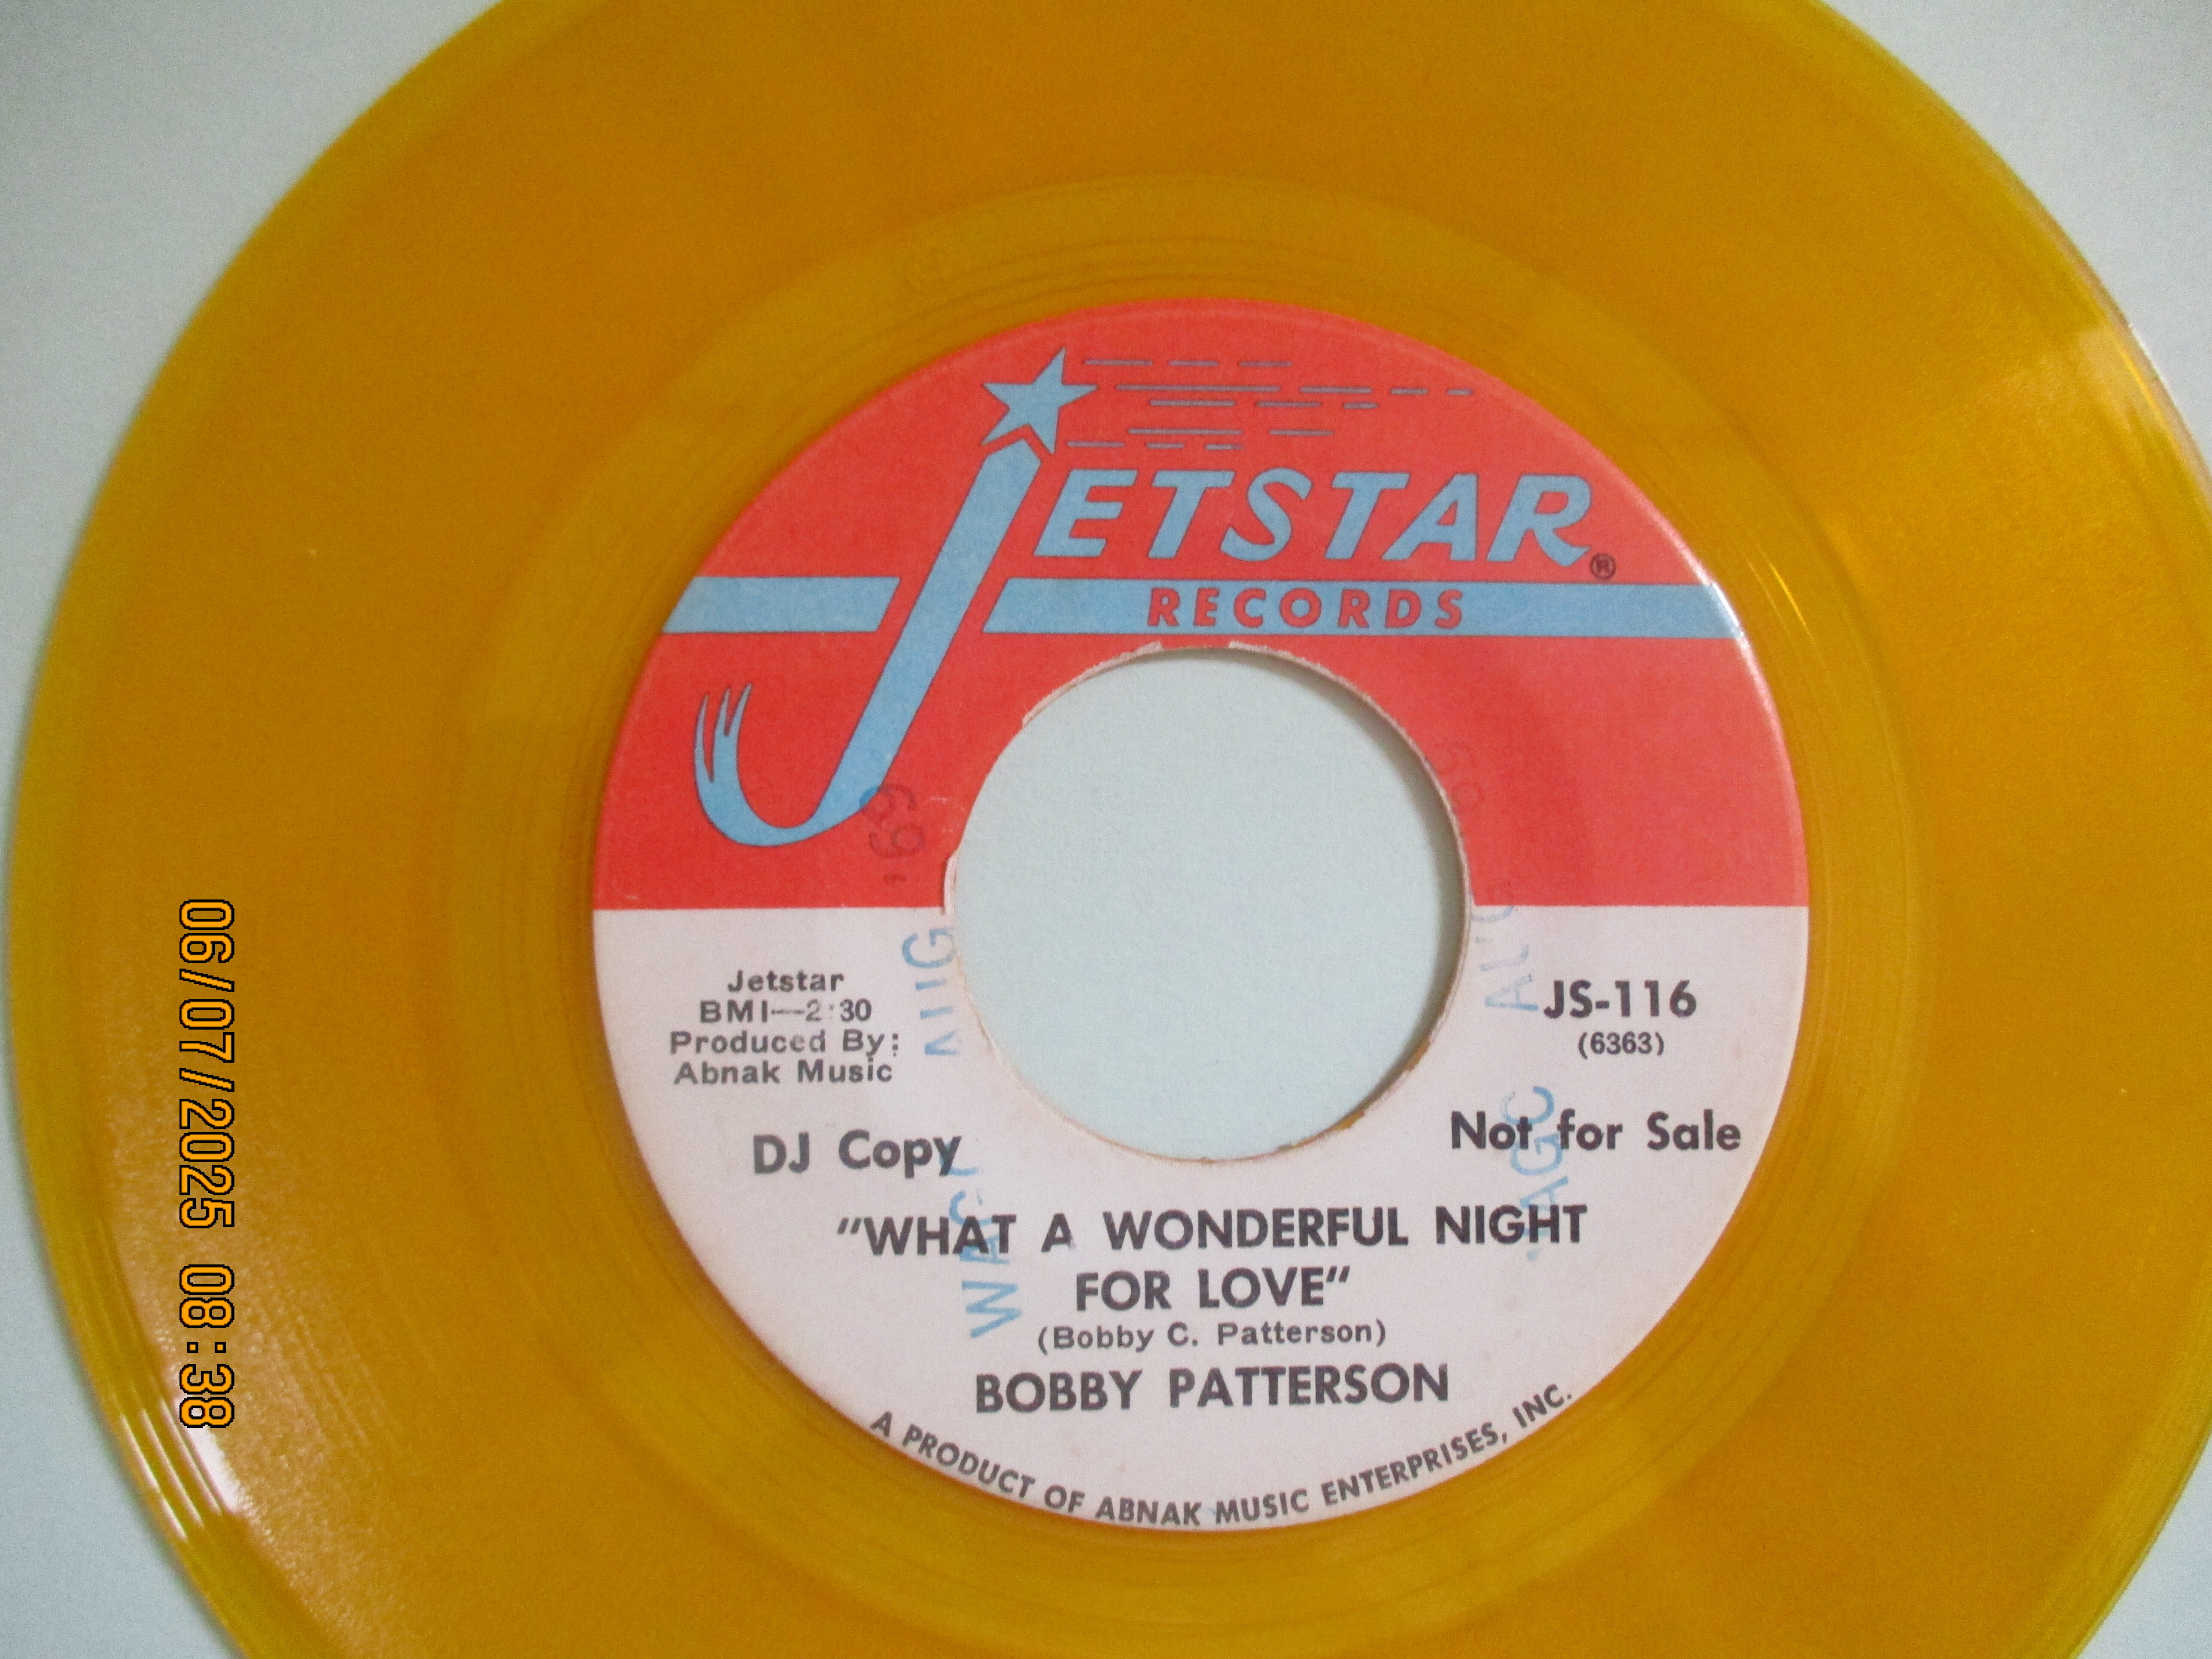 JETSTAR ®
RECORDS
Jetstar
BMI—2:30
Produced By:
Abnak Music
JS-116
(6363)
DJ Copy
Not for Sale
"WHAT A WONDERFUL NIGHT
FOR LOVE"
(Bobby C. Patterson)
BOBBY PATTERSON
A PRODUCT OF ABNAK MUSIC ENTERPRISES, INC.
AUG '69
06/07/2025 08:38